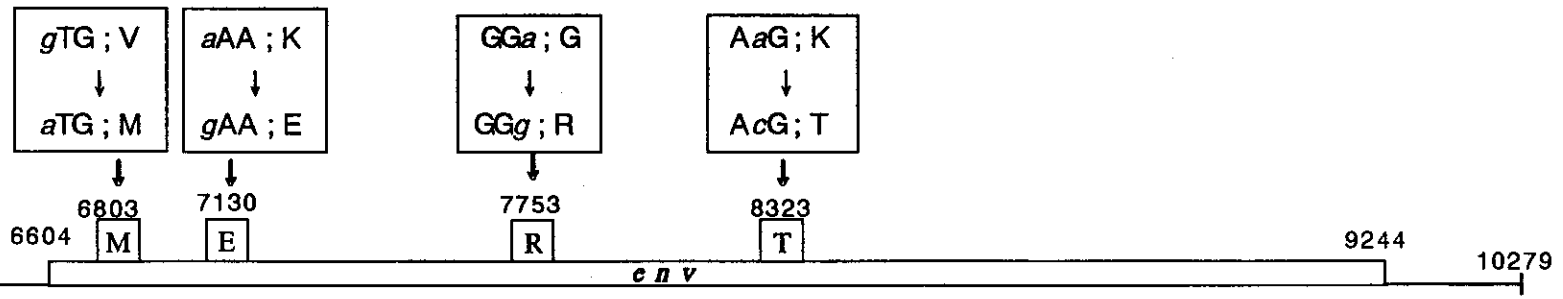 gTG ; V aAA ; K GGa ; G AaG ; K
↓ ↓ ↓ ↓
aTG ; M gAA ; E GGg ; R AcG ; T
6803 7130 7753 8323
6604 M E R T 9244
env 10279